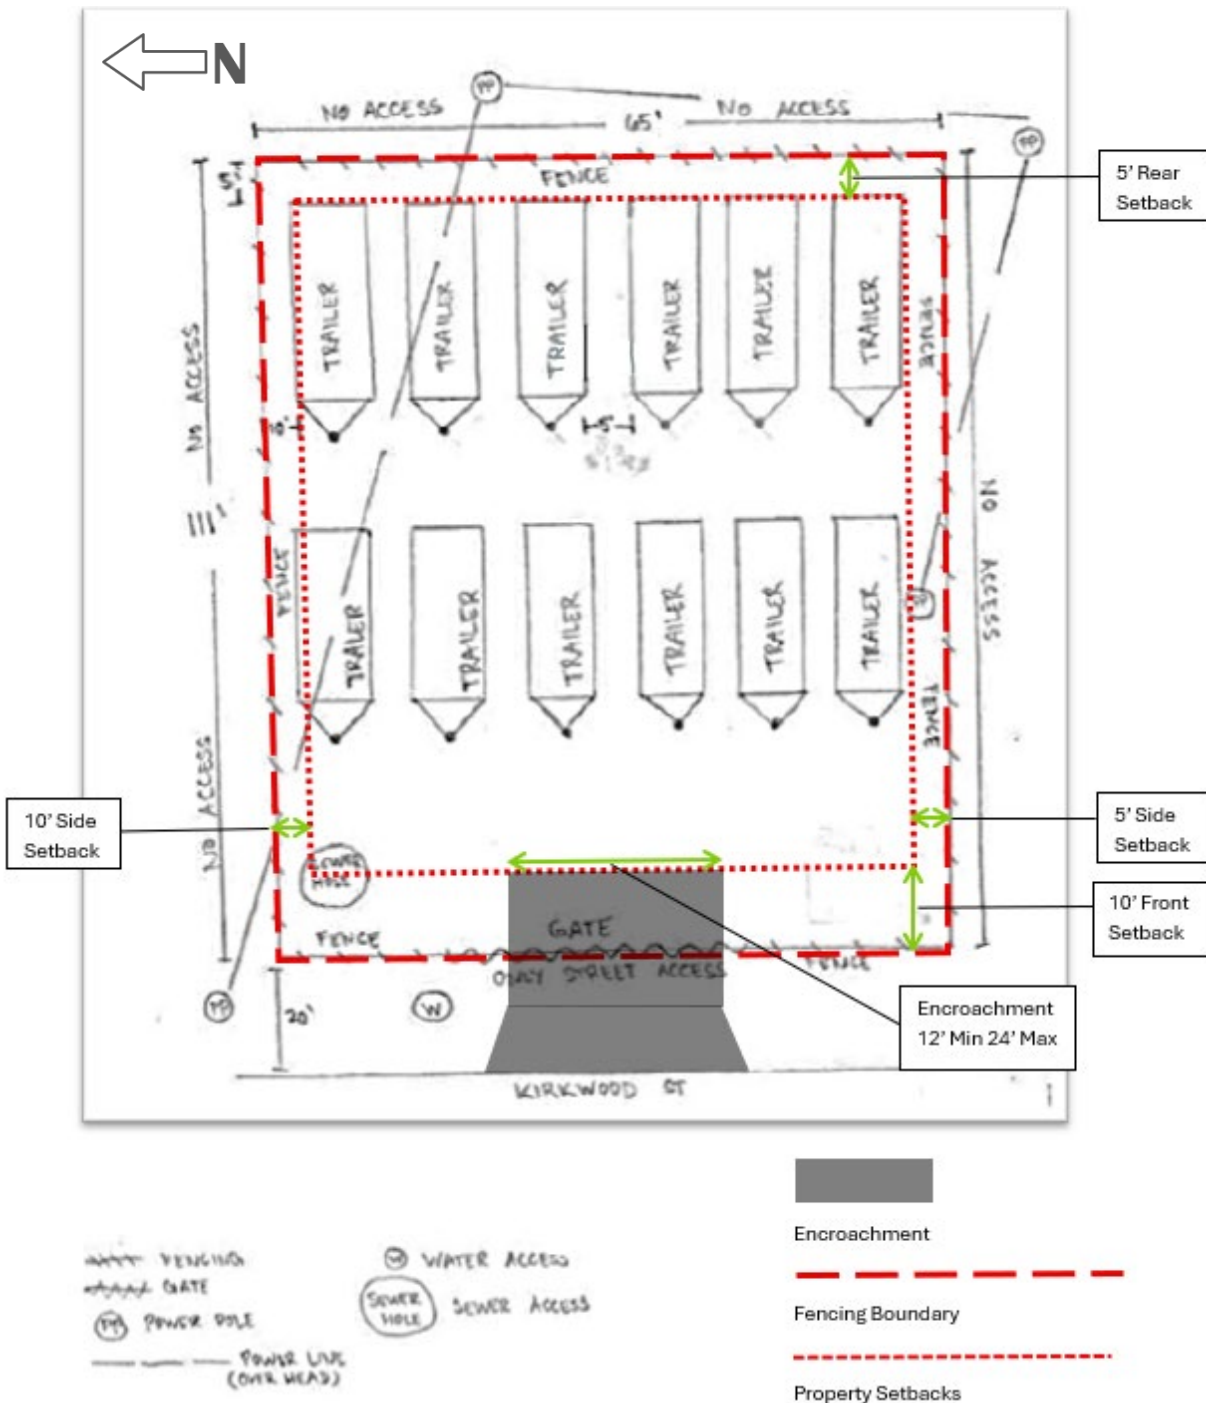 N
PP
NO ACCESS
65'
NO ACCESS
PP
5'
FENCE
5' Rear
Setback
TRAILER
TRAILER
TRAILER
TRAILER
TRAILER
TRAILER
FENCE
NO ACCESS
10'
5'
111'
FENCE
NO ACCESS
TRAILER
TRAILER
TRAILER
TRAILER
TRAILER
TRAILER
FENCE
NO ACCESS
10' Side
Setback
5' Side
Setback
SEWER
HOLE
10' Front
Setback
GATE
FENCE
ONLY STREET ACCESS
FENCE
PP
20'
W
Encroachment
12' Min 24' Max
KIRKWOOD ST
FENCING
GATE
PP POWER POLE
POWER LINE
(OVER HEAD)
W WATER ACCESS
SEWER
HOLE
SEWER ACCESS
Encroachment
Fencing Boundary
Property Setbacks